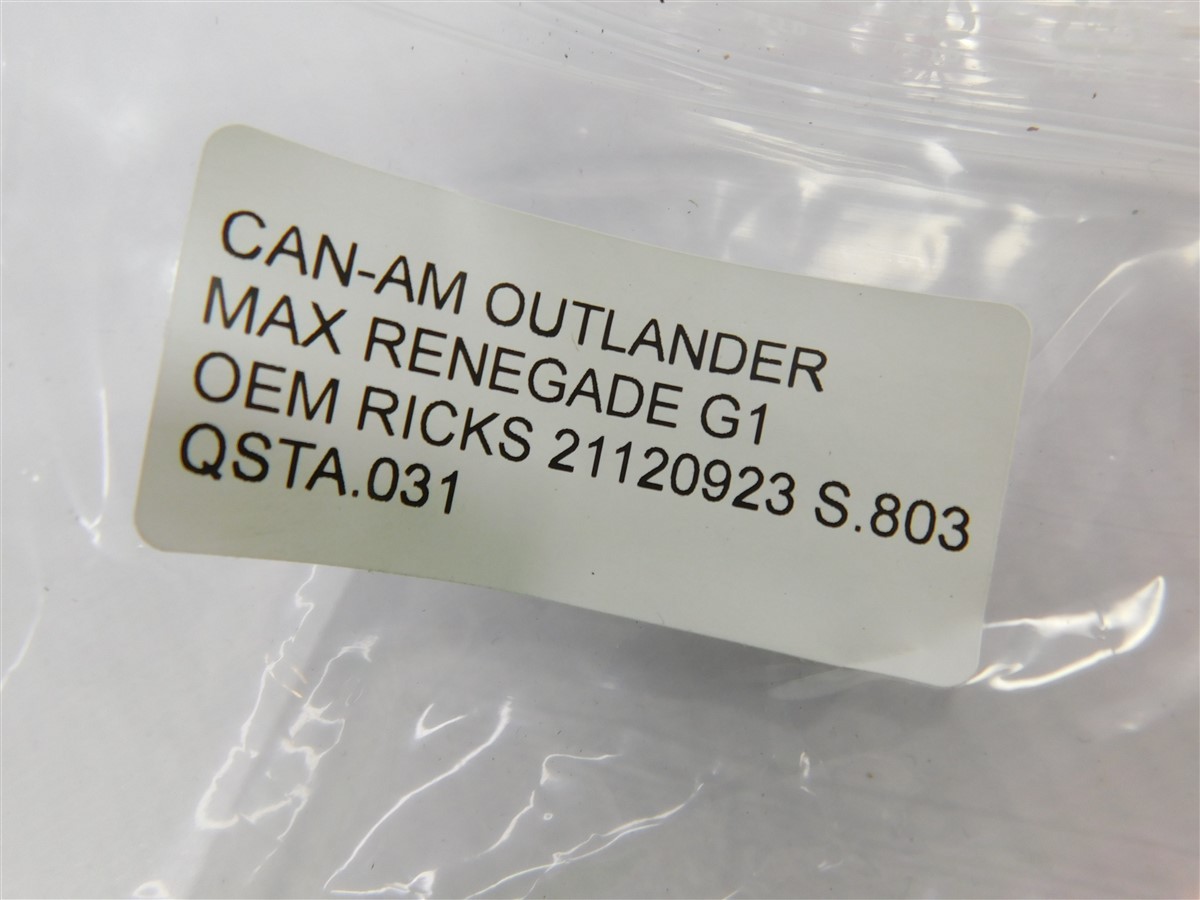 CAN-AM OUTLANDER
MAX RENEGADE G1
OEM RICKS 21120923 S.803
QSTA.031